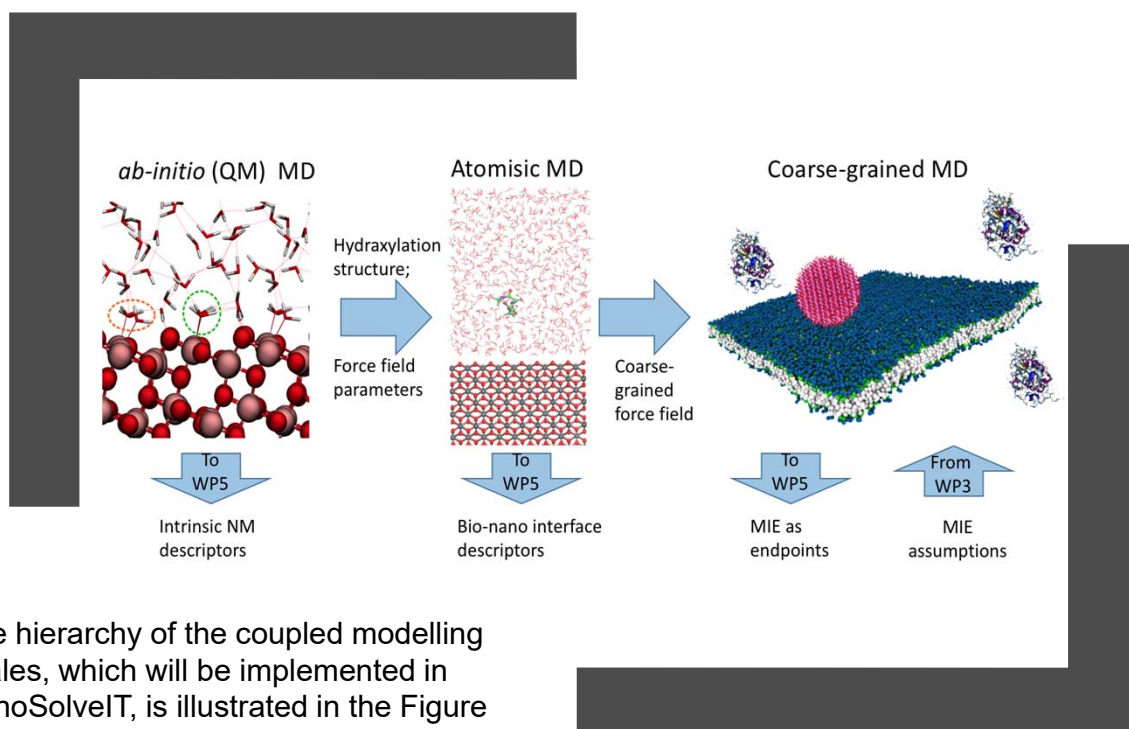 ab-initio (QM) MD
Atomisic MD
Coarse-grained MD
Hydraxylation
structure;
Force field
parameters
Coarse-
grained
force field
To
WP5
To
WP5
To
WP5
From
WP3
Intrinsic NM
descriptors
Bio-nano interface
descriptors
MIE as
endpoints
MIE
assumptions
hierarchy of the coupled modelling
which will be implemented in
is illustrated in the Figure